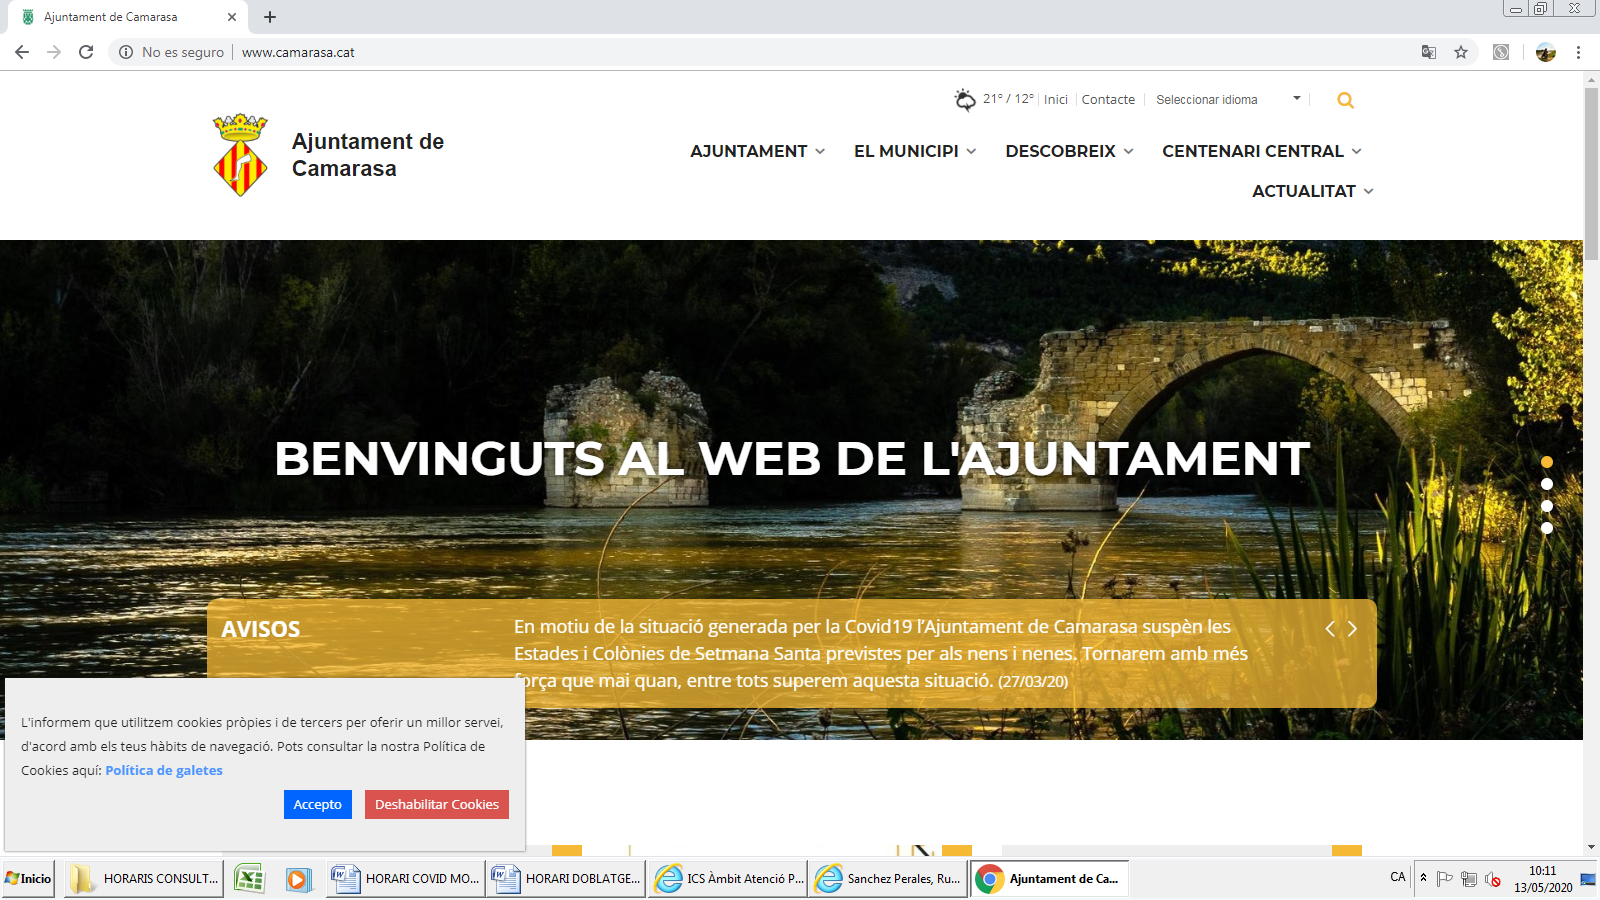 Ajuntament de Camarasa
No es seguro
www.camarasa.cat
21° / 12°
Inici
Contacte
Seleccionar idioma
Ajuntament de
Camarasa
AJUNTAMENT
EL MUNICIPI
DESCOBREIX
CENTENARI CENTRAL
ACTUALITAT
BENVINGUTS AL WEB DE L'AJUNTAMENT
AVISOS
En motiu de la situació generada per la Covid19 l’Ajuntament de Camarasa suspèn les
Estades i Colònies de Setmana Santa previstes per als nens i nenes. Tornarem amb més
força que mai quan, entre tots superem aquesta situació. (27/03/20)
L'informem que utilitzem cookies pròpies i de tercers per oferir un millor servei,
d'acord amb els teus hàbits de navegació. Pots consultar la nostra Política de
Cookies aquí: Política de galetes
Accepto
Deshabilitar Cookies
Inicio
HORARIS CONSULT...
HORARI COVID MO...
HORARI DOBLATGE...
ICS Àmbit Atenció P...
Sanchez Perales, Ru...
Ajuntament de Ca...
CA
10:11
13/05/2020